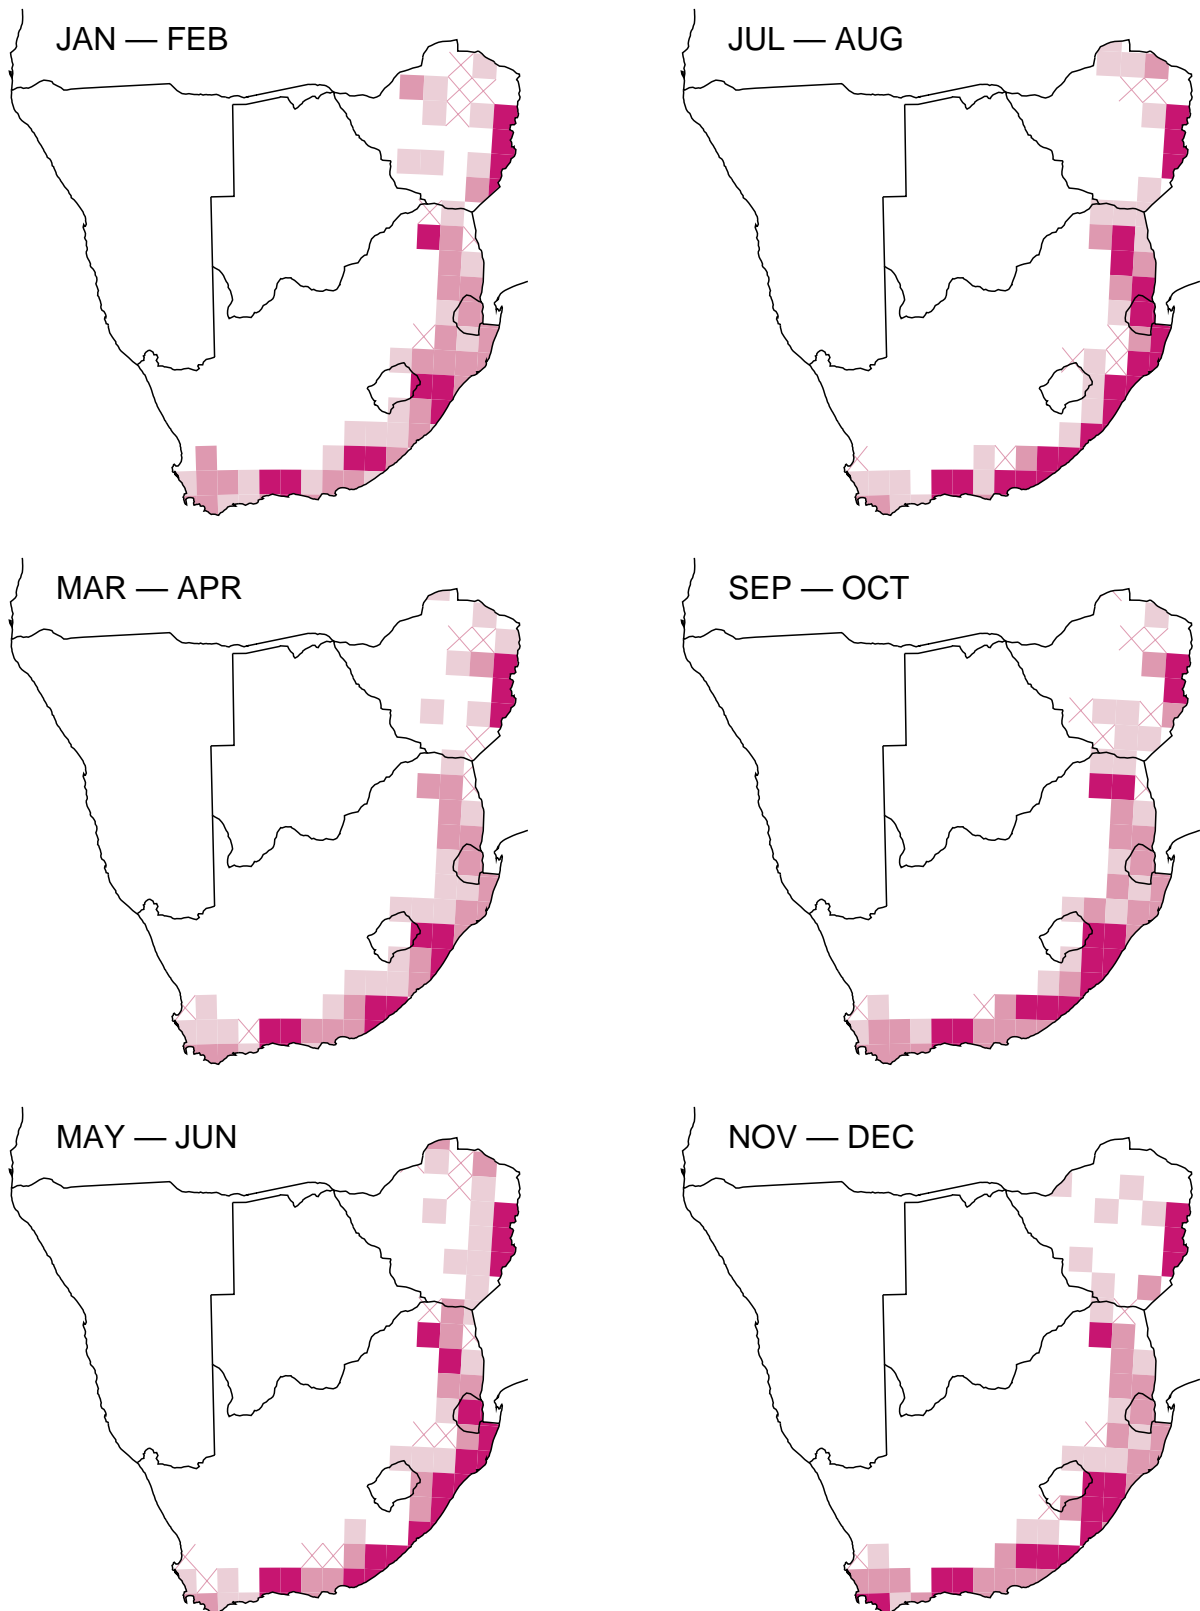 JAN — FEB
JUL — AUG
MAR — APR
SEP — OCT
MAY — JUN
NOV — DEC